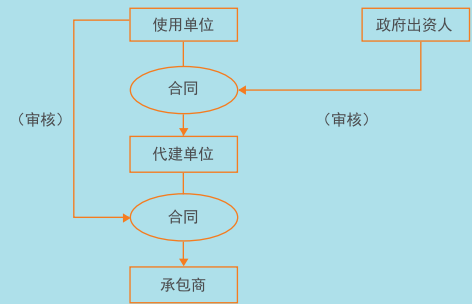 使用单位
政府出资人
合同
（审核）
（审核）
代建单位
合同
承包商